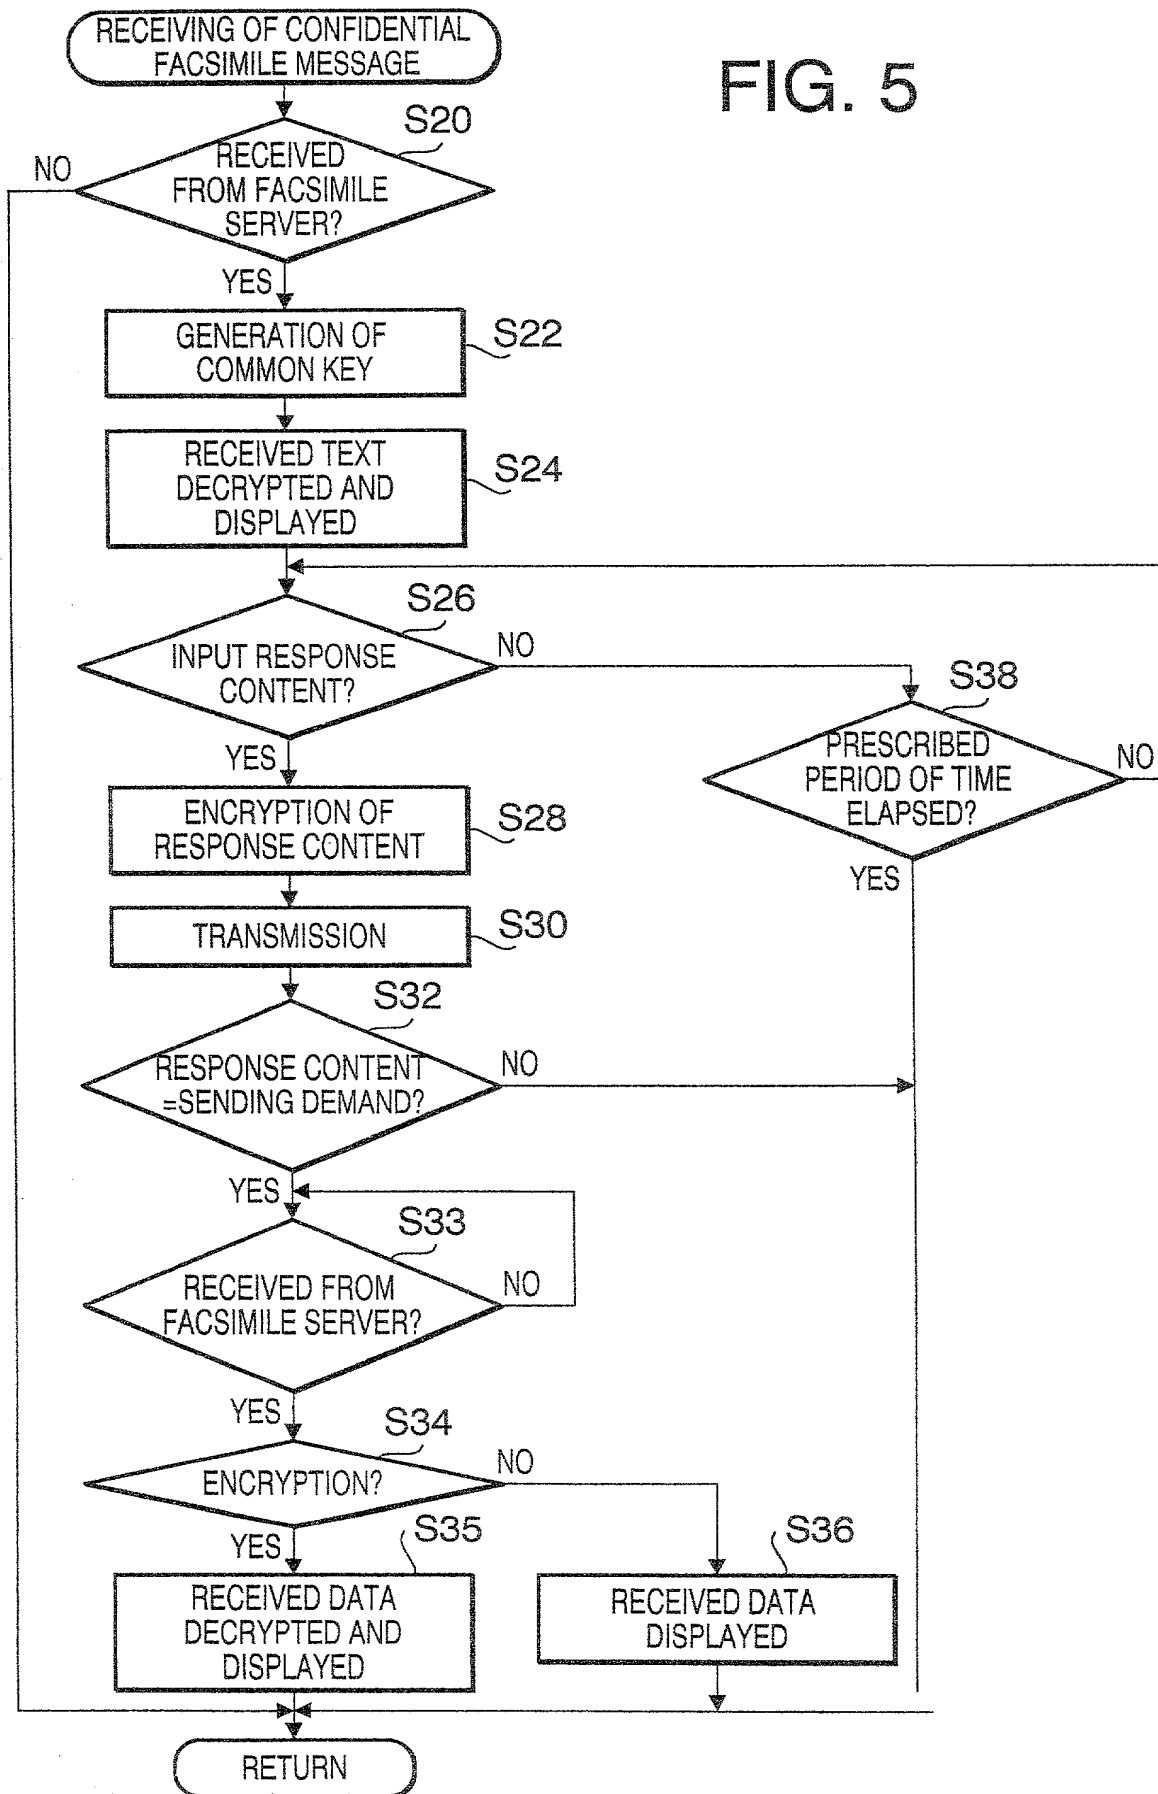 RECEIVING OF CONFIDENTIAL
FACSIMILE MESSAGE
FIG. 5
S20
NO
RECEIVED
FROM FACSIMILE
SERVER?
YES
GENERATION OF
COMMON KEY
S22
RECEIVED TEXT
DECRYPTED AND
DISPLAYED
S24
S26
INPUT RESPONSE
CONTENT?
NO
YES
S38
PRESCRIBED
PERIOD OF TIME
ELAPSED?
NO
YES
ENCRYPTION OF
RESPONSE CONTENT
S28
TRANSMISSION
S30
S32
RESPONSE CONTENT
=SENDING DEMAND?
NO
YES
S33
RECEIVED FROM
FACSIMILE SERVER?
NO
YES
S34
ENCRYPTION?
NO
YES
S35
RECEIVED DATA
DECRYPTED AND
DISPLAYED
S36
RECEIVED DATA
DISPLAYED
RETURN